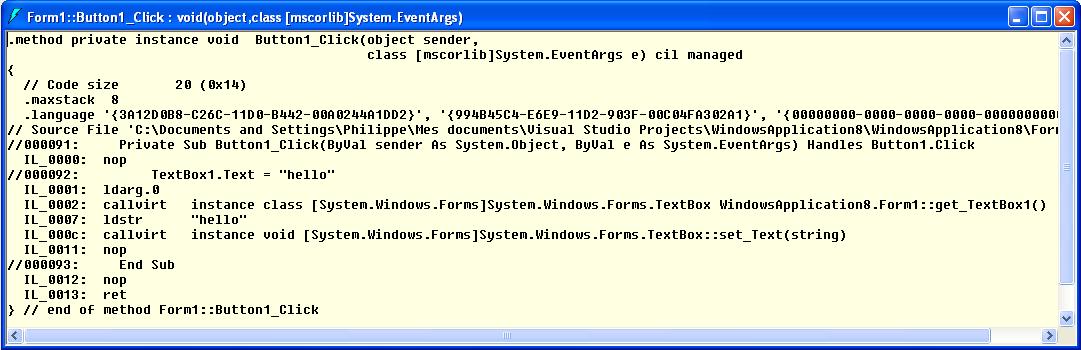 Form1::Button1_Click : void(object,class [mscorlib]System.EventArgs)
.method private instance void  Button1_Click(object sender,
                                             class [mscorlib]System.EventArgs e) cil managed
{
  // Code size       20 (0x14)
  .maxstack  8
  .language '{3A12D0B8-C26C-11D0-B442-00A0244A1DD2}', '{994B45C4-E6E9-11D2-903F-00C04FA302A1}', '{00000000-0000-0000-0000-0000000000
// Source File 'C:\Documents and Settings\Philippe\Mes documents\Visual Studio Projects\WindowsApplication8\WindowsApplication8\For
//000091:     Private Sub Button1_Click(ByVal sender As System.Object, ByVal e As System.EventArgs) Handles Button1.Click
  IL_0000:  nop
//000092:         TextBox1.Text = "hello"
  IL_0001:  ldarg.0
  IL_0002:  callvirt   instance class [System.Windows.Forms]System.Windows.Forms.TextBox WindowsApplication8.Form1::get_TextBox1()
  IL_0007:  ldstr      "hello"
  IL_000c:  callvirt   instance void [System.Windows.Forms]System.Windows.Forms.TextBox::set_Text(string)
  IL_0011:  nop
//000093:     End Sub
  IL_0012:  nop
  IL_0013:  ret
} // end of method Form1::Button1_Click